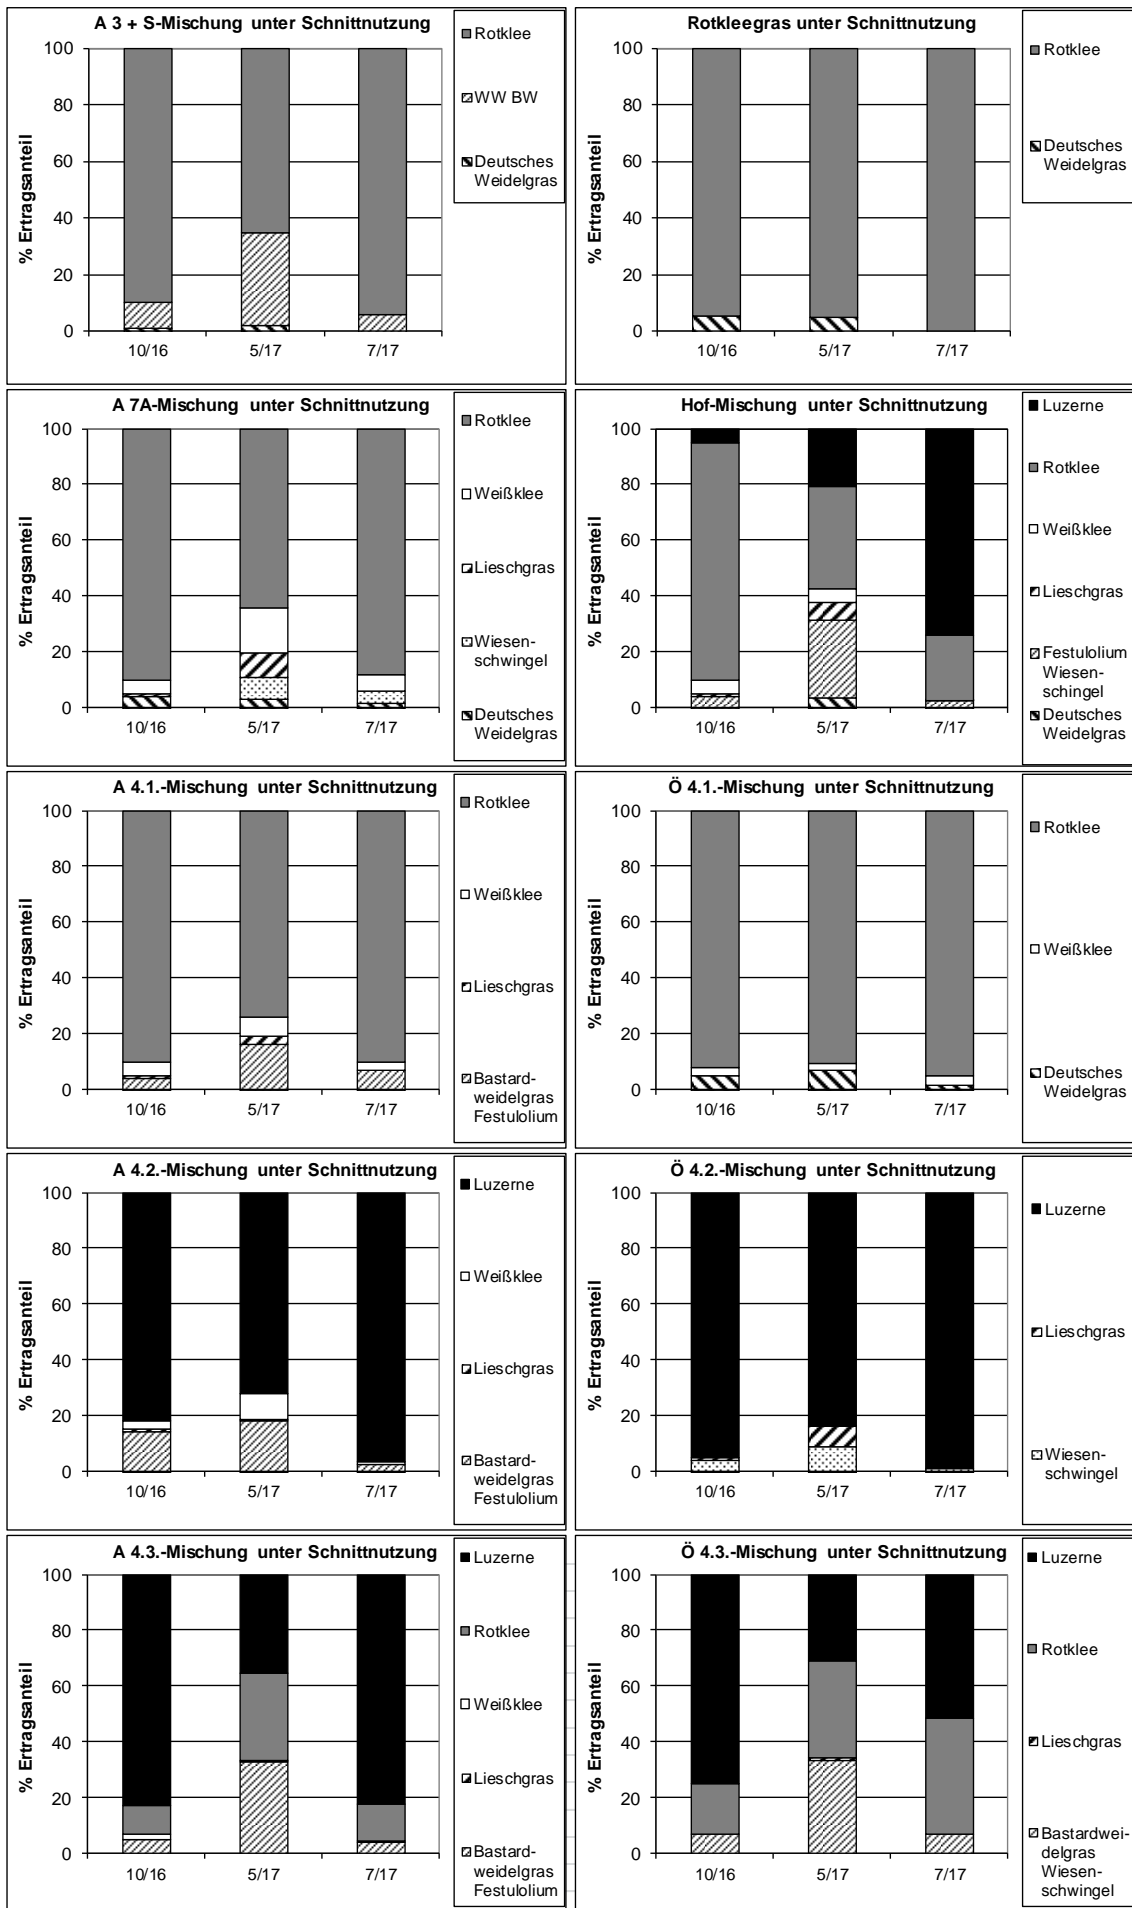 A 3 + S-Mischung unter Schnittnutzung
% Ertragsanteil
100
80
60
40
20
0
10/16
5/17
7/17
Rotklee
WW BW
Deutsches
Weidelgras
Rotkleegras unter Schnittnutzung
% Ertragsanteil
100
80
60
40
20
0
10/16
5/17
7/17
Rotklee
Deutsches
Weidelgras
A 7A-Mischung unter Schnittnutzung
% Ertragsanteil
100
80
60
40
20
0
10/16
5/17
7/17
Rotklee
Weißklee
Lieschgras
Wiesen-
schwingel
Deutsches
Weidelgras
Hof-Mischung unter Schnittnutzung
% Ertragsanteil
100
80
60
40
20
0
10/16
5/17
7/17
Luzerne
Rotklee
Weißklee
Lieschgras
Festulolium
Wiesen-
schingel
Deutsches
Weidelgras
A 4.1.-Mischung unter Schnittnutzung
% Ertragsanteil
100
80
60
40
20
0
10/16
5/17
7/17
Rotklee
Weißklee
Lieschgras
Bastard-
weidelgras
Festulolium
Ö 4.1.-Mischung unter Schnittnutzung
% Ertragsanteil
100
80
60
40
20
0
10/16
5/17
7/17
Rotklee
Weißklee
Deutsches
Weidelgras
A 4.2.-Mischung unter Schnittnutzung
% Ertragsanteil
100
80
60
40
20
0
10/16
5/17
7/17
Luzerne
Weißklee
Lieschgras
Bastard-
weidelgras
Festulolium
Ö 4.2.-Mischung unter Schnittnutzung
% Ertragsanteil
100
80
60
40
20
0
10/16
5/17
7/17
Luzerne
Lieschgras
Wiesen-
schwingel
A 4.3.-Mischung unter Schnittnutzung
% Ertragsanteil
100
80
60
40
20
0
10/16
5/17
7/17
Luzerne
Rotklee
Weißklee
Lieschgras
Bastard-
weidelgras
Festulolium
Ö 4.3.-Mischung unter Schnittnutzung
% Ertragsanteil
100
80
60
40
20
0
10/16
5/17
7/17
Luzerne
Rotklee
Lieschgras
Bastardwei-
delgras
Wiesen-
schwingel